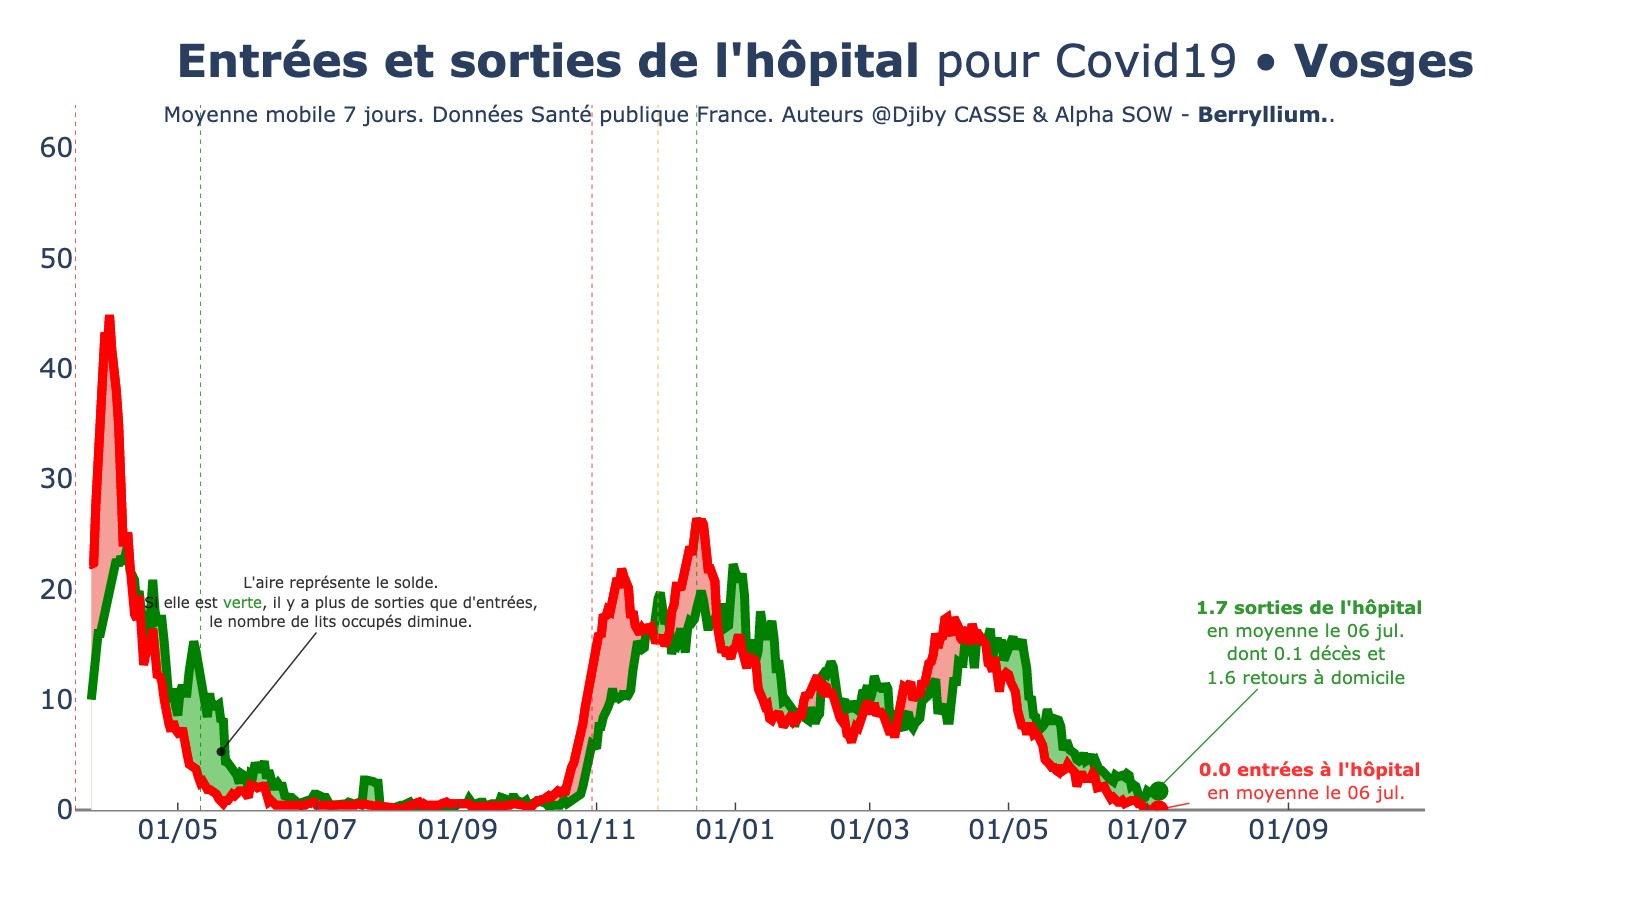 Entrées et sorties de l'hôpital pour Covid19 • Vosges
Moyenne mobile 7 jours. Données Santé publique France. Auteurs @Djiby CASSE & Alpha SOW - Berryllium..
60
50
40
30
20
10
0
L'aire représente le solde.
Si elle est verte, il y a plus de sorties que d'entrées,
le nombre de lits occupés diminue.
1.7 sorties de l'hôpital
en moyenne le 06 jul.
dont 0.1 décès et
1.6 retours à domicile
0.0 entrées à l'hôpital
en moyenne le 06 jul.
01/05 01/07 01/09 01/11 01/01 01/03 01/05 01/07 01/09